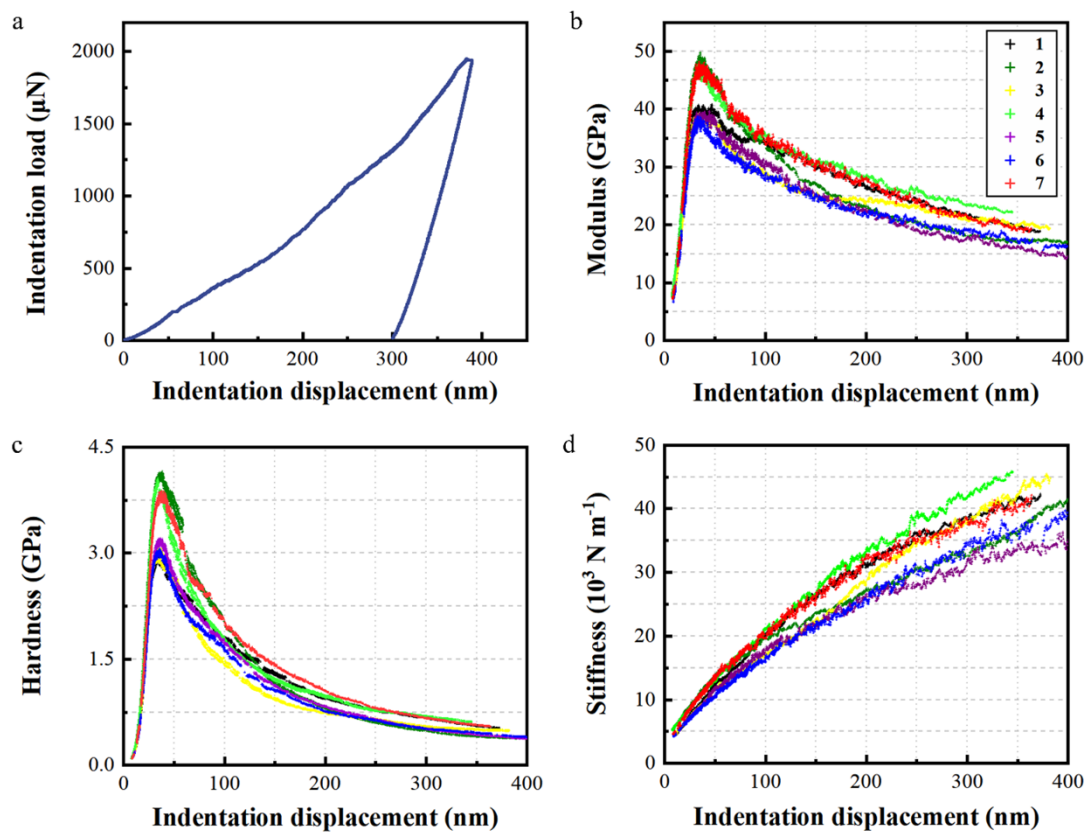 a
2000
1500
1000
500
0
Indentation load (μN)
0 100 200 300 400
Indentation displacement (nm)
b
50
40
30
20
10
0
Modulus (GPa)
1
2
3
4
5
6
7
0 100 200 300 400
Indentation displacement (nm)
c
4.5
3.0
1.5
0.0
Hardness (GPa)
0 100 200 300 400
Indentation displacement (nm)
d
50
40
30
20
10
0
Stiffness (10³ N m⁻¹)
0 100 200 300 400
Indentation displacement (nm)